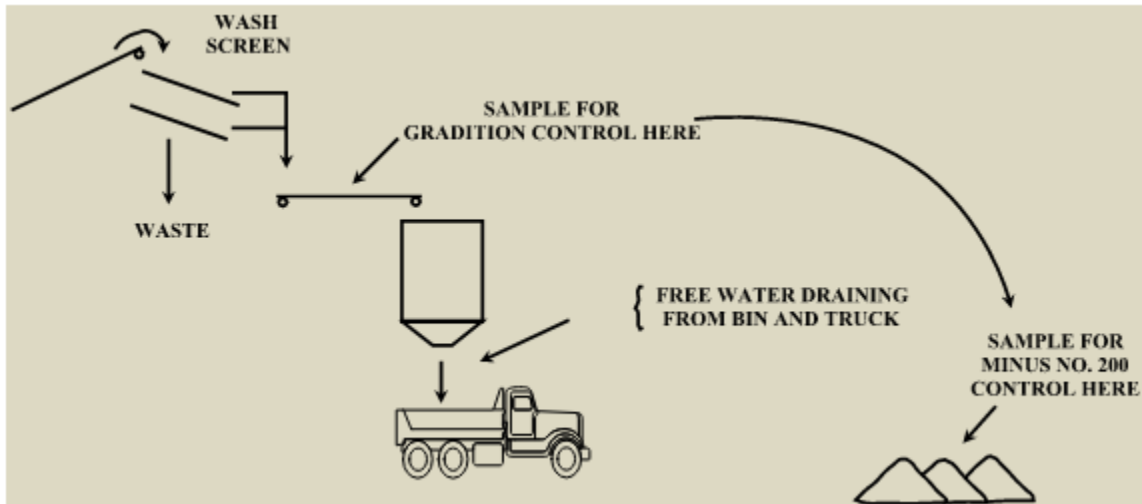 WASH
SCREEN
SAMPLE FOR
GRADITION CONTROL HERE
WASTE
{ FREE WATER DRAINING
FROM BIN AND TRUCK
SAMPLE FOR
MINUS NO. 200
CONTROL HERE